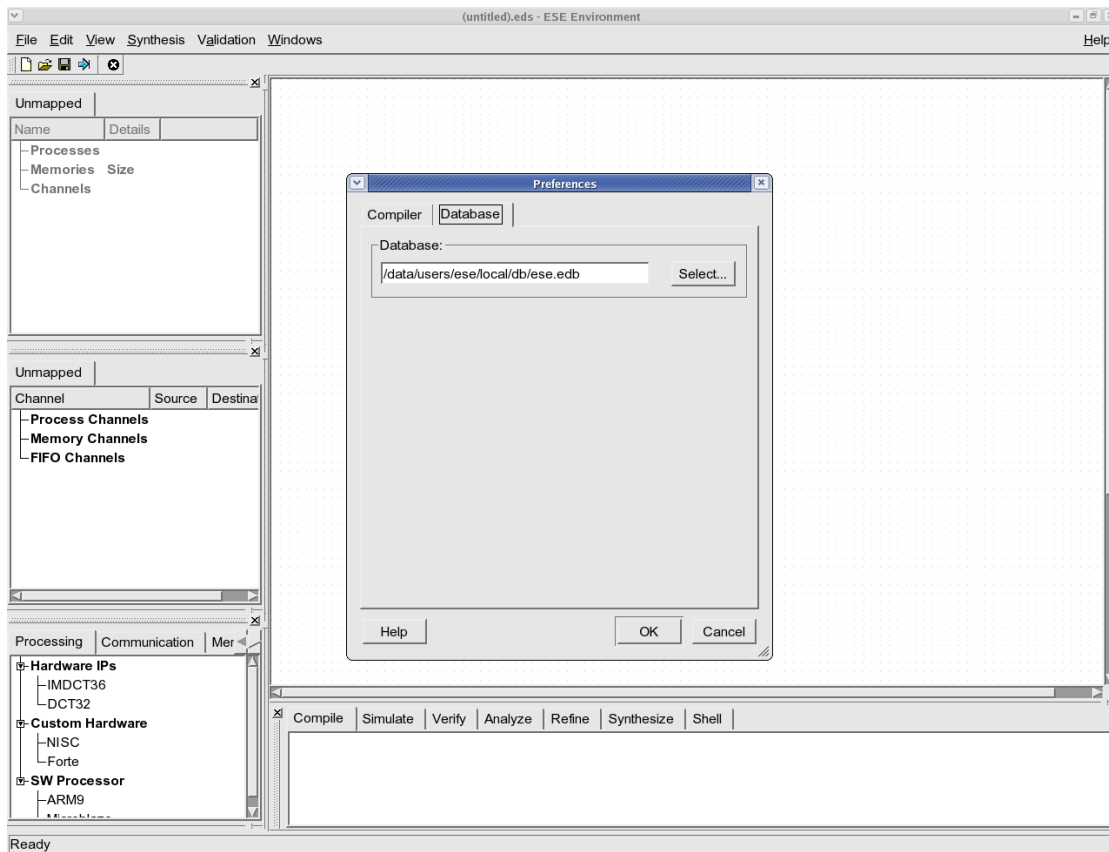 (untitled).eds - ESE Environment
File Edit View Synthesis Validation Windows Help
Unmapped
Name Details
Processes
Memories Size
Channels
Unmapped
Channel Source Destina
Process Channels
Memory Channels
FIFO Channels
Processing Communication Mer
Hardware IPs
IMDCT36
DCT32
Custom Hardware
NISC
Forte
SW Processor
ARM9
Preferences
Compiler Database
Database:
/data/users/ese/local/db/ese.edb Select...
Help OK Cancel
Compile Simulate Verify Analyze Refine Synthesize Shell
Ready